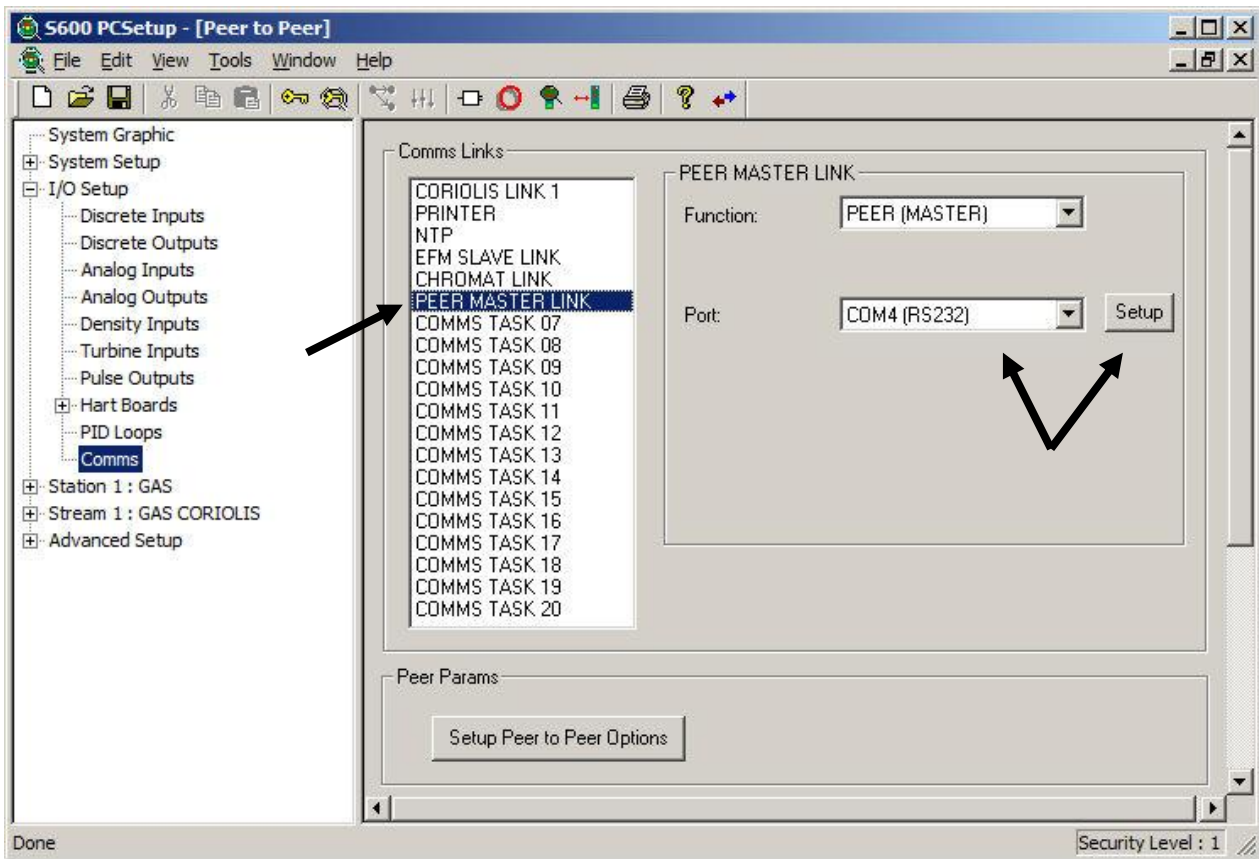 S600 PCSetup - [Peer to Peer]
File Edit View Tools Window Help
System Graphic
System Setup
I/O Setup
Discrete Inputs
Discrete Outputs
Analog Inputs
Analog Outputs
Density Inputs
Turbine Inputs
Pulse Outputs
Hart Boards
PID Loops
Comms
Station 1 : GAS
Stream 1 : GAS CORIOLIS
Advanced Setup
Comms Links
CORIOLIS LINK 1
PRINTER
NTP
EFM SLAVE LINK
CHROMAT LINK
PEER MASTER LINK
COMMS TASK 07
COMMS TASK 08
COMMS TASK 09
COMMS TASK 10
COMMS TASK 11
COMMS TASK 12
COMMS TASK 13
COMMS TASK 14
COMMS TASK 15
COMMS TASK 16
COMMS TASK 17
COMMS TASK 18
COMMS TASK 19
COMMS TASK 20
PEER MASTER LINK
Function: PEER (MASTER)
Port: COM4 (RS232) Setup
Peer Params
Setup Peer to Peer Options
Done Security Level : 1